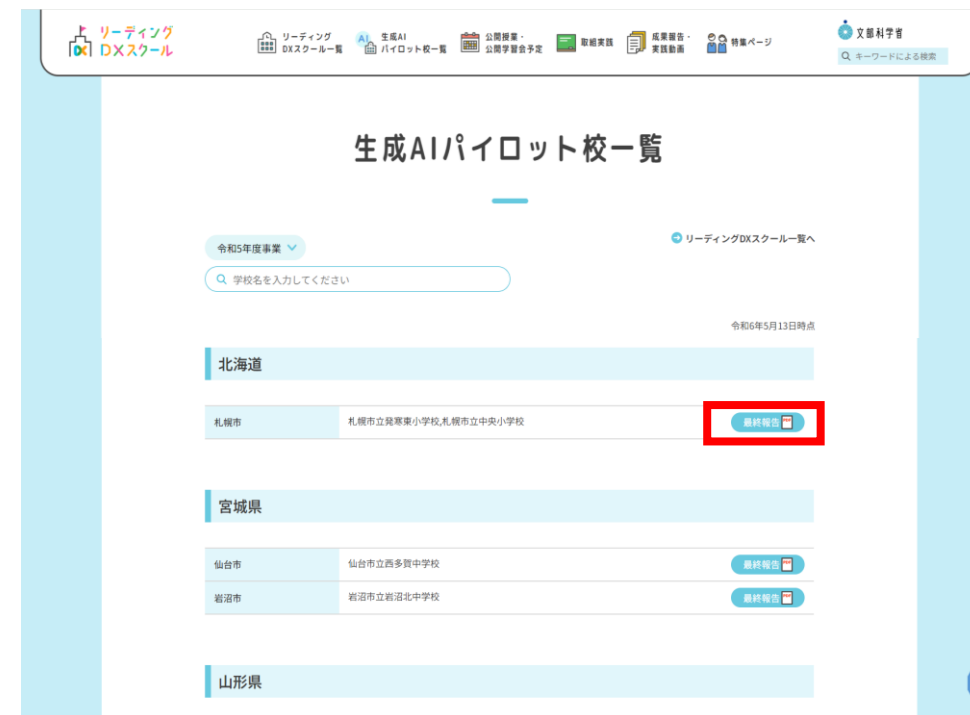 リーディング
DXスクール
リーディング
DXスクール一覧
AI
生成AI
パイロット校一覧
公開授業・
公開学習会予定
取組実践
成果報告・
実践動画
特集ページ
文部科学省
キーワードによる検索
生成AIパイロット校一覧
令和5年度事業
リーディングDXスクール一覧へ
学校名を入力してください
令和6年5月13日時点
北海道
札幌市 札幌市立発寒東小学校,札幌市立中央小学校 最終報告 PDF
宮城県
仙台市 仙台市立西多賀中学校 最終報告 PDF
岩沼市 岩沼市立岩沼北中学校 最終報告 PDF
山形県